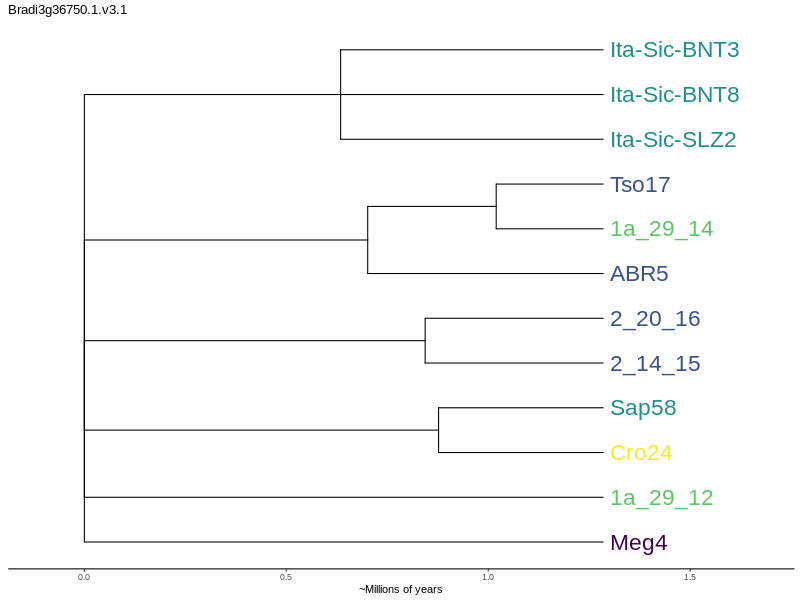 Bradi3g36750.1.v3.1
Ita-Sic-BNT3
Ita-Sic-BNT8
Ita-Sic-SLZ2
Tso17
1a_29_14
ABR5
2_20_16
2_14_15
Sap58
Cro24
1a_29_12
Meg4
0.0 0.5 1.0 1.5
~Millions of years